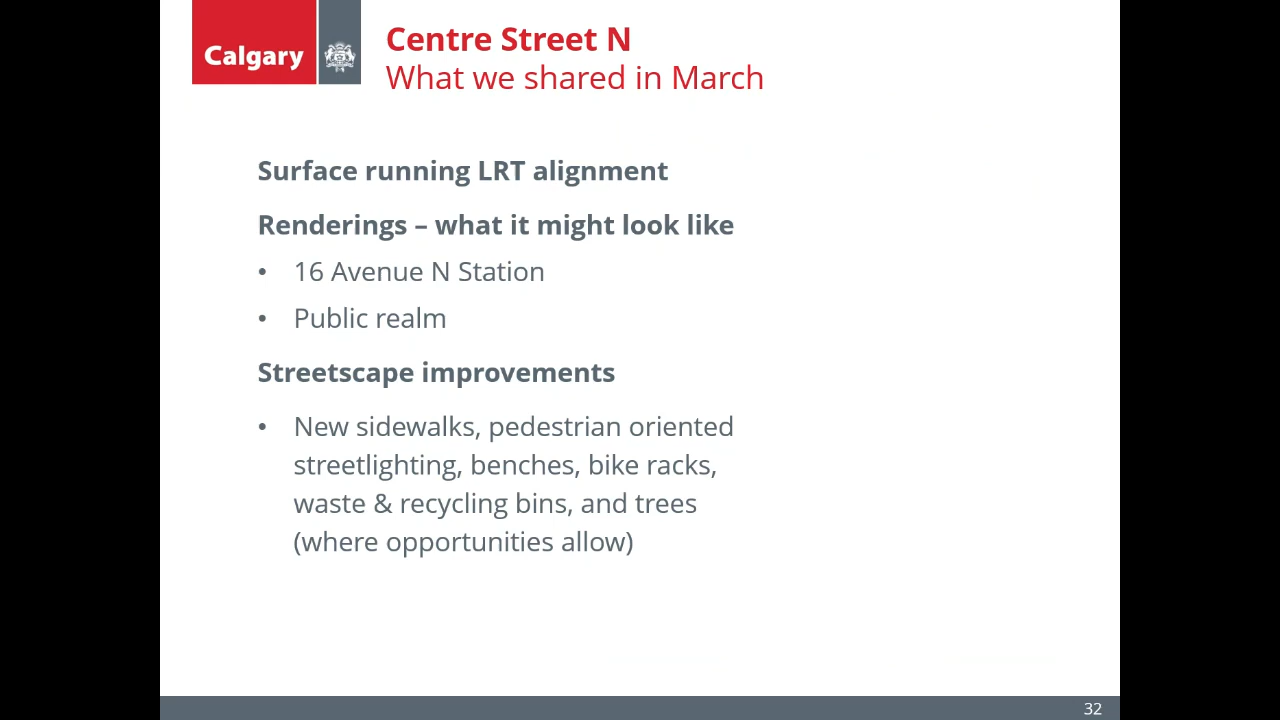 Calgary
Centre Street N
What we shared in March
Surface running LRT alignment
Renderings – what it might look like
• 16 Avenue N Station
• Public realm
Streetscape improvements
• New sidewalks, pedestrian oriented
streetlighting, benches, bike racks,
waste & recycling bins, and trees
(where opportunities allow)
32